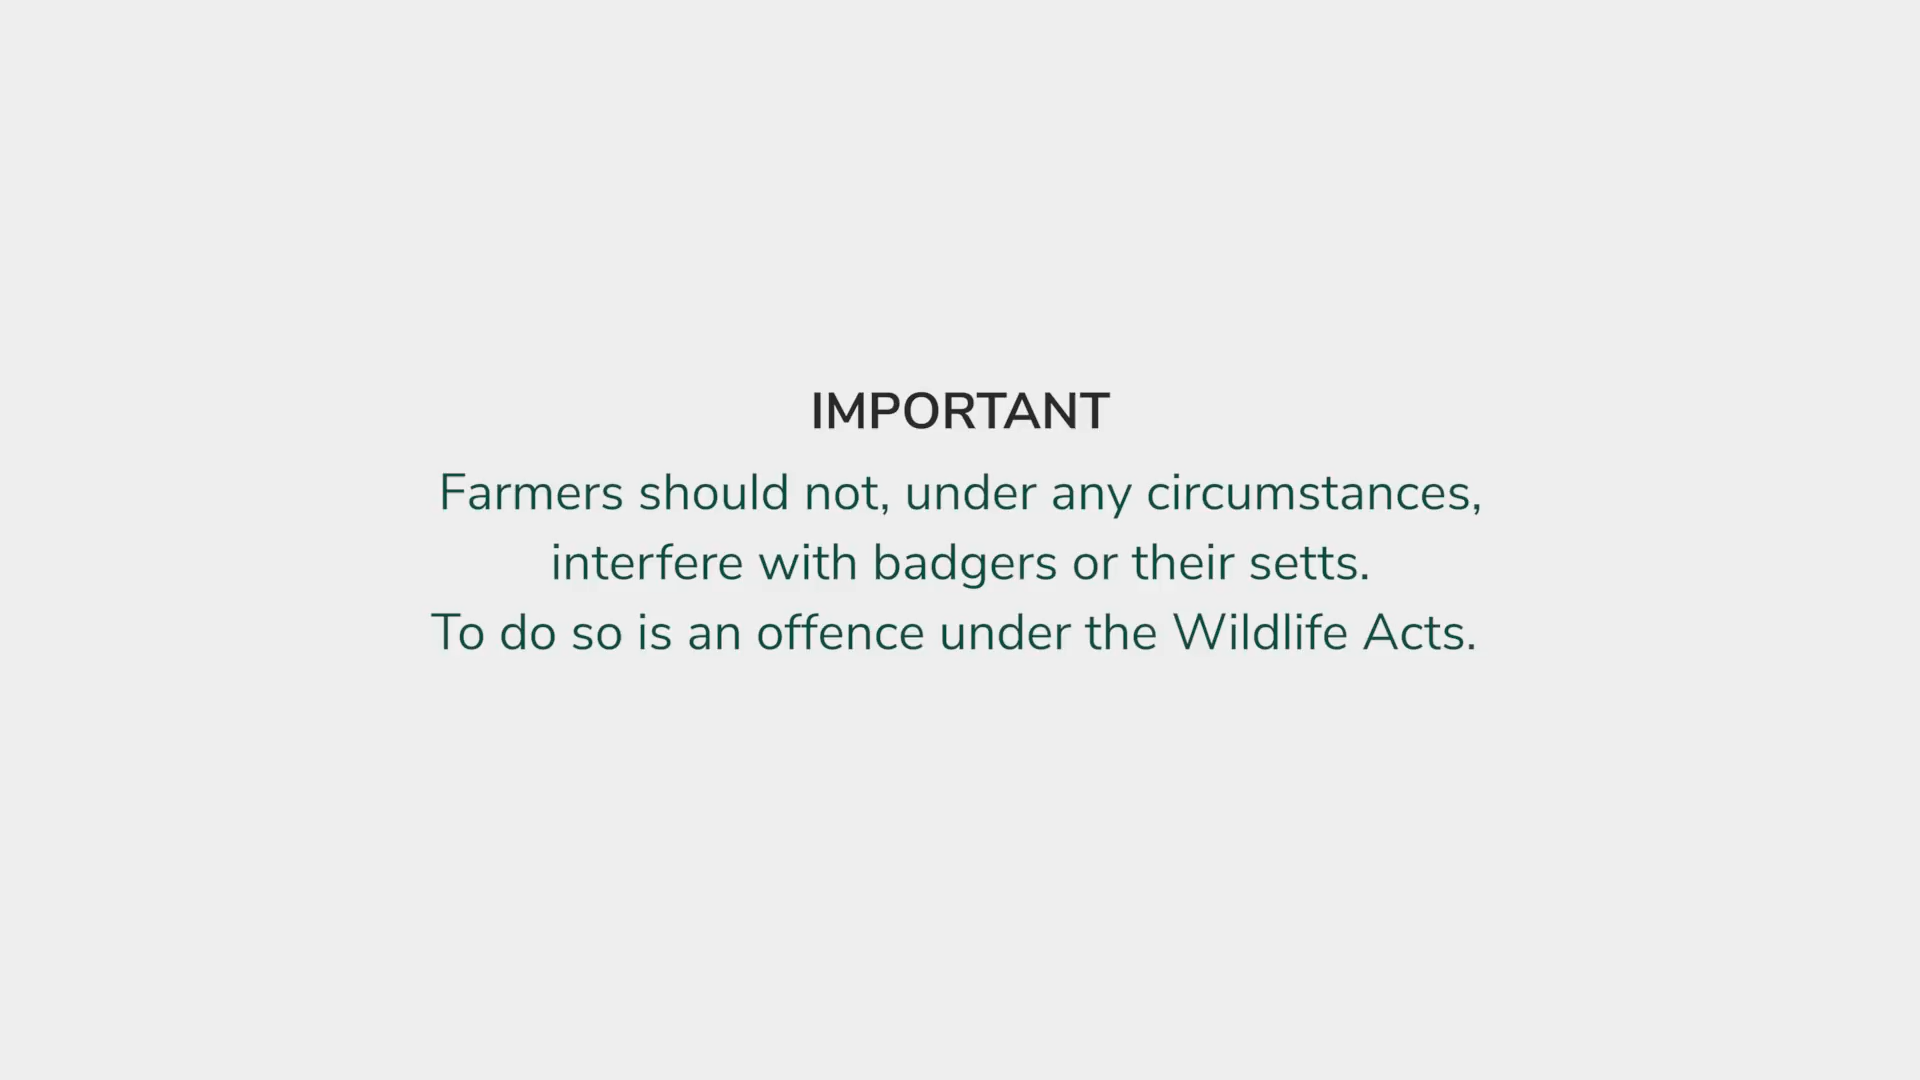 IMPORTANT
Farmers should not, under any circumstances,
interfere with badgers or their setts.
To do so is an offence under the Wildlife Acts.